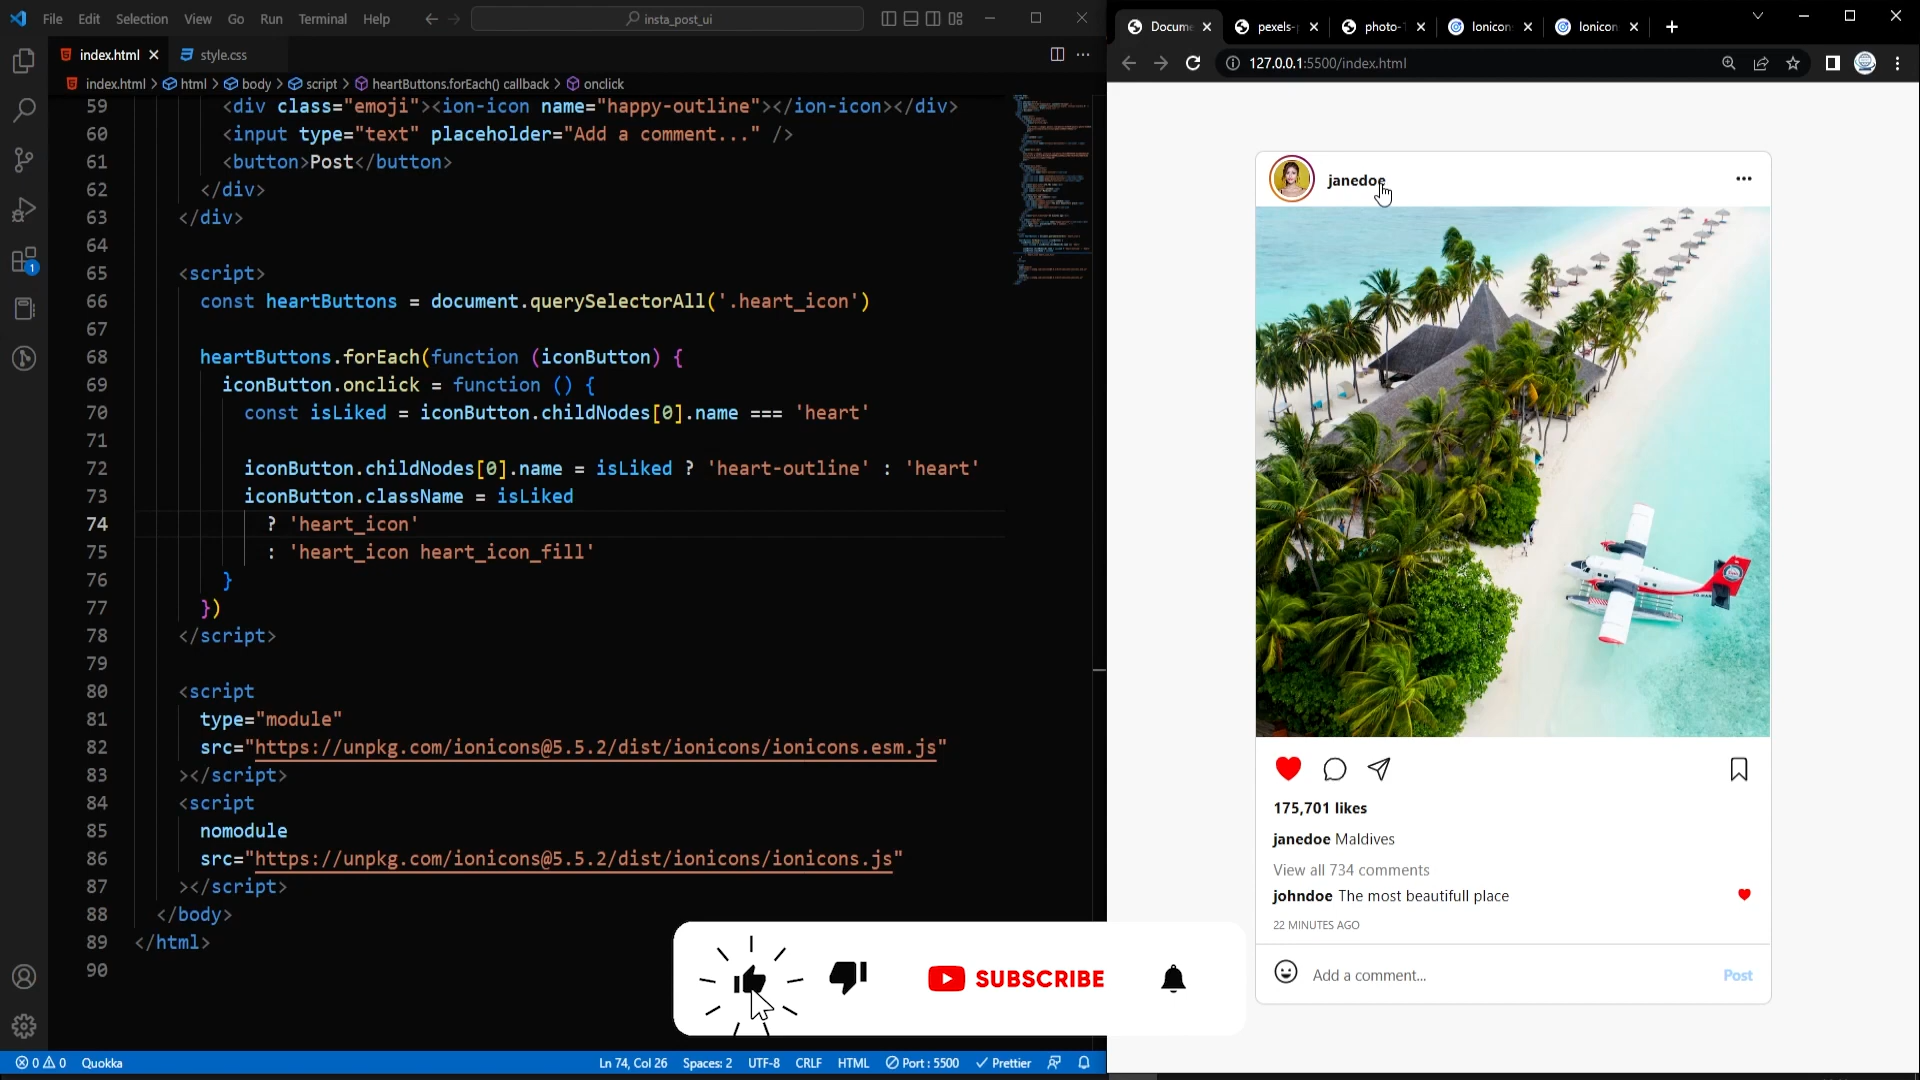 File Edit Selection View Go Run Terminal Help
insta_post_ui
index.html
style.css
index.html > html > body > script > heartButtons.forEach() callback > onclick
59 <div class="emoji"><ion-icon name="happy-outline"></ion-icon></div>
60 <input type="text" placeholder="Add a comment..." />
61 <button>Post</button>
62 </div>
63 </div>
64
65 <script>
66 const heartButtons = document.querySelectorAll('.heart_icon')
67
68 heartButtons.forEach(function (iconButton) {
69 iconButton.onclick = function () {
70 const isLiked = iconButton.childNodes[0].name === 'heart'
71
72 iconButton.childNodes[0].name = isLiked ? 'heart-outline' : 'heart'
73 iconButton.className = isLiked
74 ? 'heart_icon'
75 : 'heart_icon heart_icon_fill'
76 }
77 })
78 </script>
79
80 <script
81 type="module"
82 src="https://unpkg.com/ionicons@5.5.2/dist/ionicons/ionicons.esm.js"
83 ></script>
84 <script
85 nomodule
86 src="https://unpkg.com/ionicons@5.5.2/dist/ionicons/ionicons.js"
87 ></script>
88 </body>
89 </html>
90
1
0 0 Quokka
Ln 74, Col 26 Spaces: 2 UTF-8 CRLF HTML Port : 5500 Prettier
SUBSCRIBE
Docume
pexels-
photo-1
Ionicon
Ionicon
127.0.0.1:5500/index.html
janedoe
175,701 likes
janedoe Maldives
View all 734 comments
johndoe The most beautifull place
22 MINUTES AGO
Add a comment...
Post